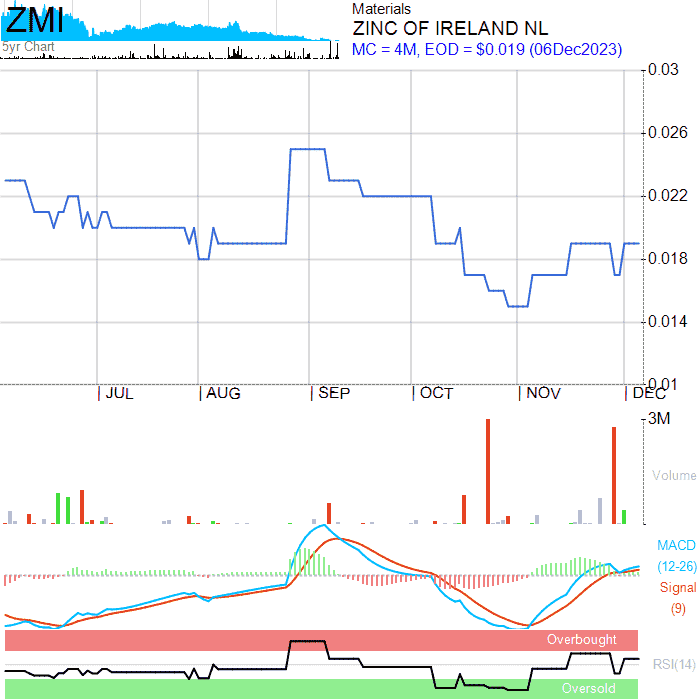 ZMI
5yr Chart
Materials
ZINC OF IRELAND NL
MC = 4M, EOD = $0.019 (06Dec2023)
0.03
0.026
0.022
0.018
0.014
0.01
JUL
AUG
SEP
OCT
NOV
DEC
3M
Volume
MACD
(12-26)
Signal
(9)
Overbought
RSI(14)
Oversold